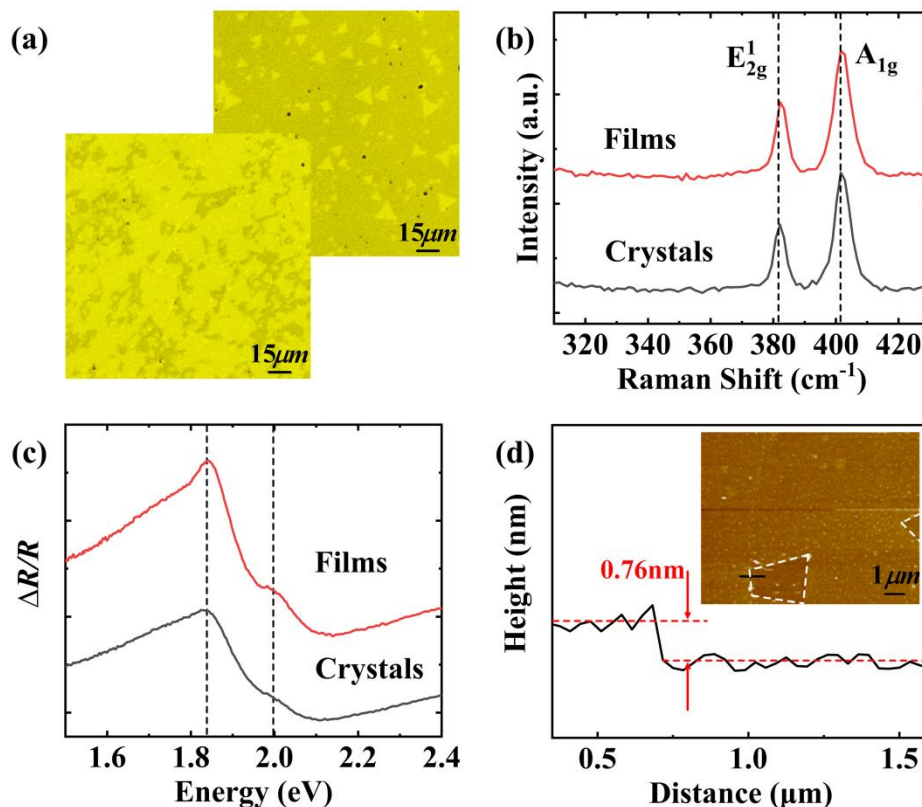 (a)
15μm
15μm
(b)
E¹₂g
A₁g
Films
Crystals
Intensity (a.u.)
320 340 360 380 400 420
Raman Shift (cm⁻¹)
(c)
Films
Crystals
ΔR/R
1.6 1.8 2.0 2.2 2.4
Energy (eV)
(d)
0.76nm
1μm
Height (nm)
0.5 1.0 1.5
Distance (μm)